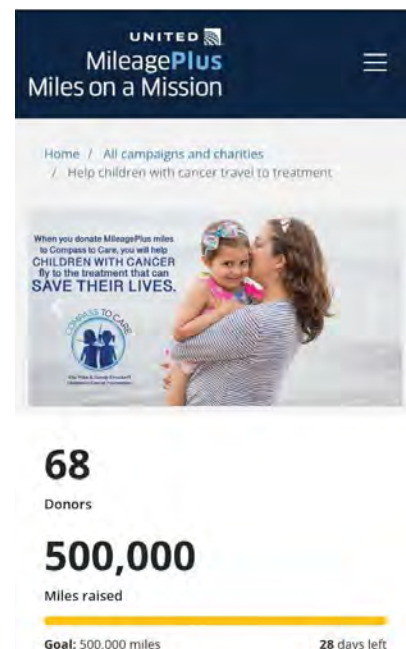 UNITED
MileagePlus
Miles on a Mission
Home / All campaigns and charities
/ Help children with cancer travel to treatment
When you donate MileagePlus miles
to Compass to Care, you will help
CHILDREN WITH CANCER
fly to the treatment that can
SAVE THEIR LIVES.
COMPASS TO CARE
68
Donors
500,000
Miles raised
Goal: 500,000 miles
28 days left